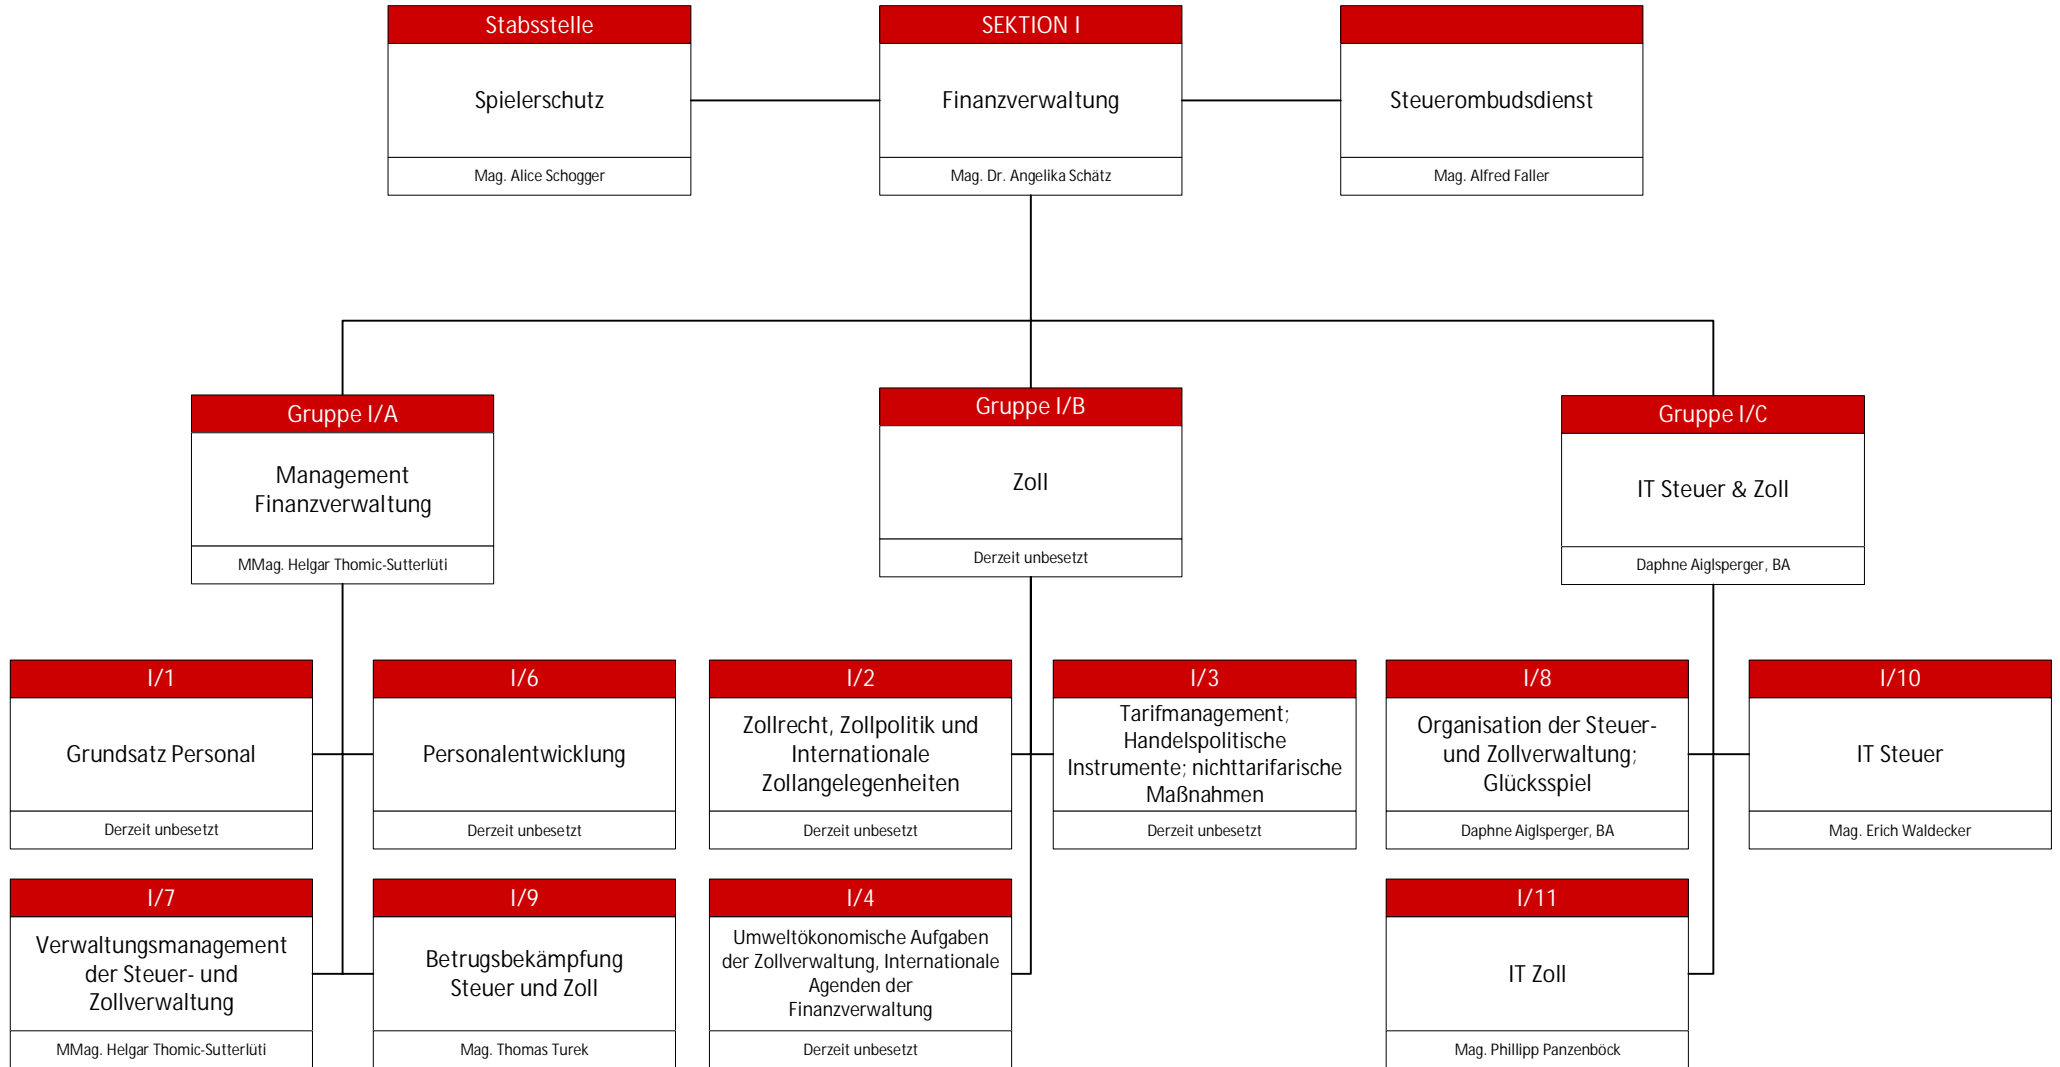 Stabsstelle
Spielerschutz
Mag. Alice Schogger
SEKTION I
Finanzverwaltung
Mag. Dr. Angelika Schätz
Steuerombudsdienst
Mag. Alfred Faller
Gruppe I/A
Management
Finanzverwaltung
MMag. Helgar Thomic-Sutterlüti
Gruppe I/B
Zoll
Derzeit unbesetzt
Gruppe I/C
IT Steuer & Zoll
Daphne Aiglsperger, BA
I/1
Grundsatz Personal
Derzeit unbesetzt
I/6
Personalentwicklung
Derzeit unbesetzt
I/2
Zollrecht, Zollpolitik und
Internationale
Zollangelegenheiten
Derzeit unbesetzt
I/3
Tarifmanagement;
Handelspolitische
Instrumente; nichttarifarische
Maßnahmen
Derzeit unbesetzt
I/8
Organisation der Steuer-
und Zollverwaltung;
Glücksspiel
Daphne Aiglsperger, BA
I/10
IT Steuer
Mag. Erich Waldecker
I/7
Verwaltungsmanagement
der Steuer- und
Zollverwaltung
MMag. Helgar Thomic-Sutterlüti
I/9
Betrugsbekämpfung
Steuer und Zoll
Mag. Thomas Turek
I/4
Umweltökonomische Aufgaben
der Zollverwaltung, Internationale
Agenden der
Finanzverwaltung
Derzeit unbesetzt
I/11
IT Zoll
Mag. Phillipp Panzenböck